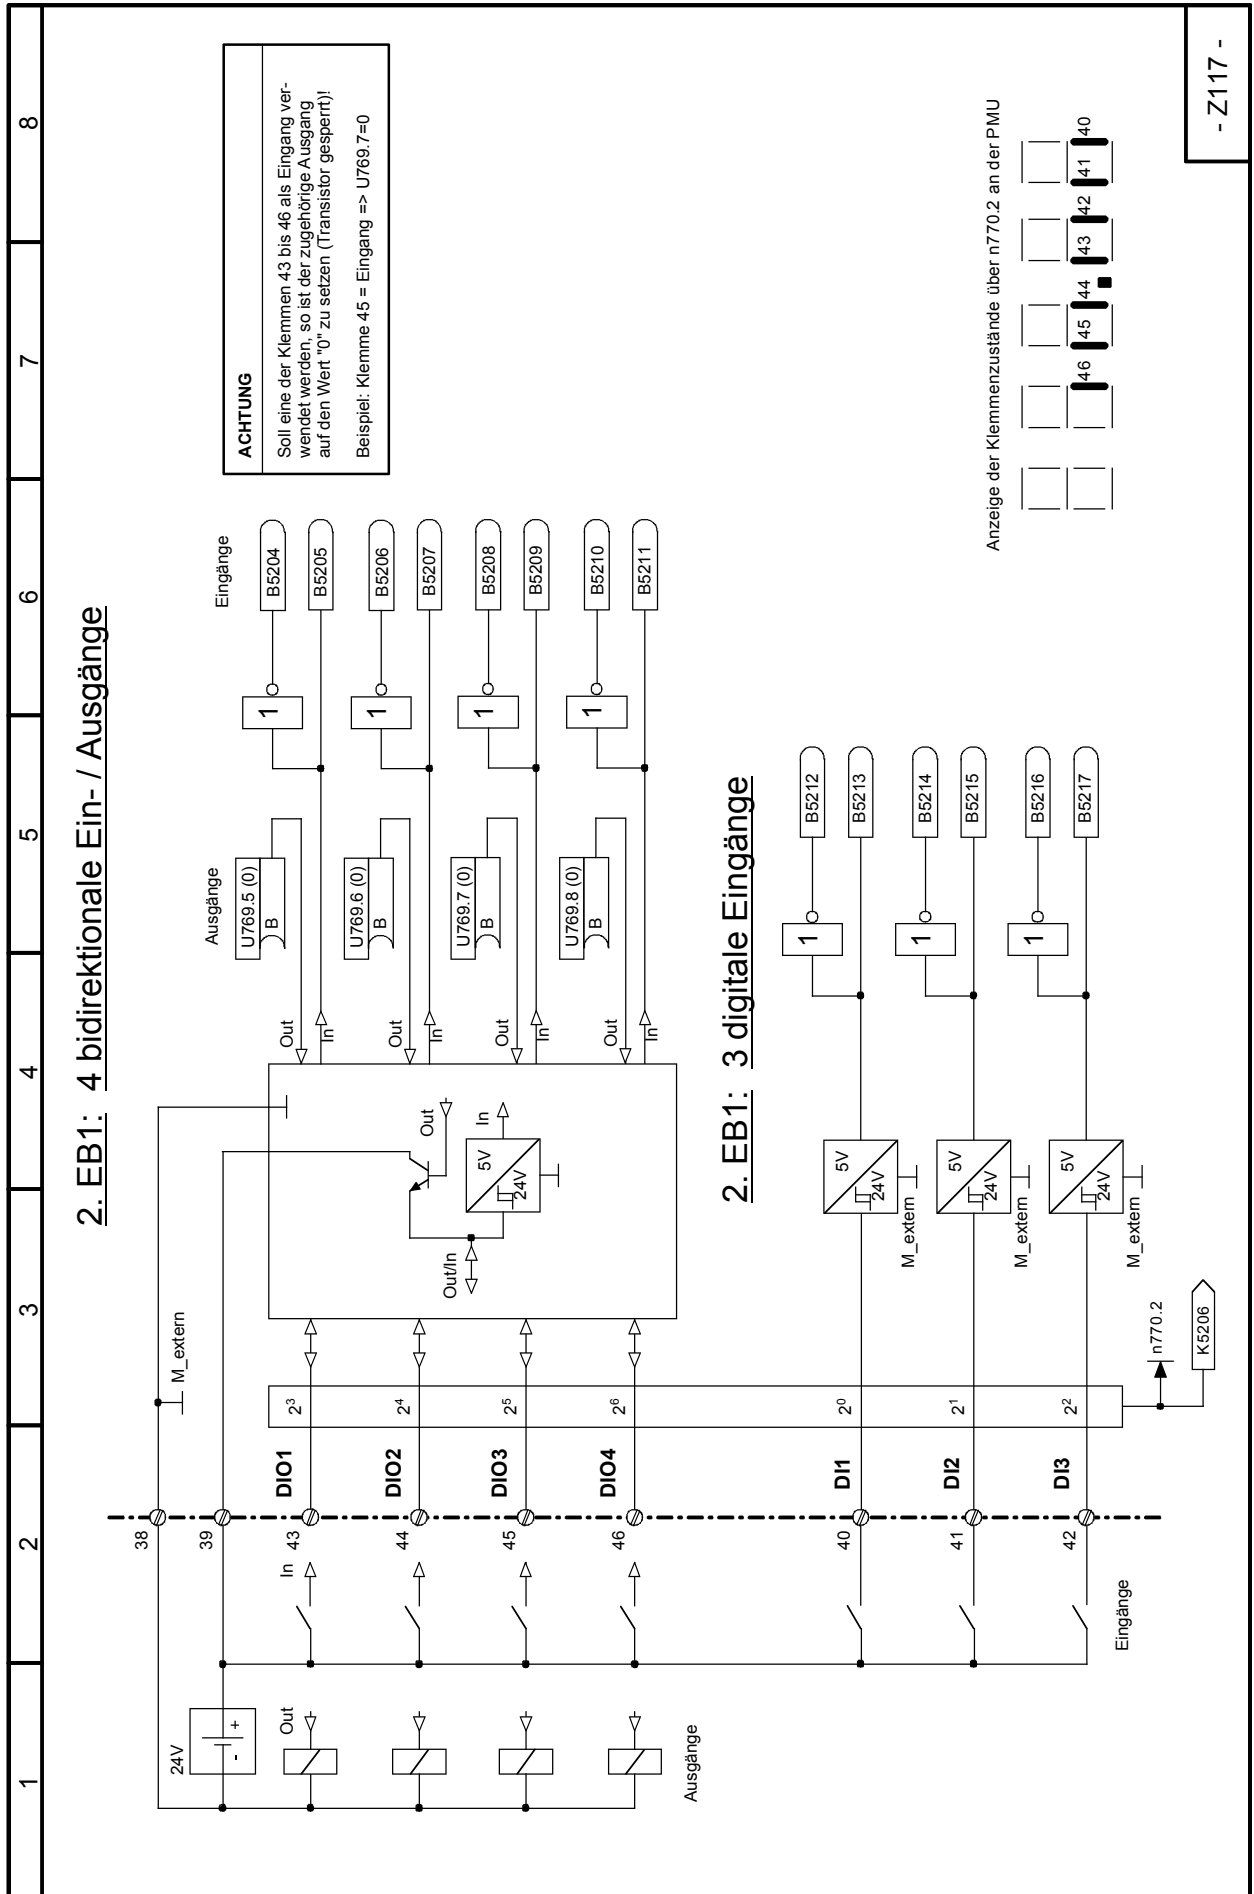 1 2 3 4 5 6 7 8
2. EB1: 4 bidirektionale Ein- / Ausgänge
ACHTUNG
Soll eine der Klemmen 43 bis 46 als Eingang ver-
wendet werden, so ist der zugehörige Ausgang
auf den Wert "0" zu setzen (Transistor gesperrt)!
Beispiel: Klemme 45 = Eingang => U769.7=0
24V
- +
38
M_extern
39
Ausgänge
Eingänge
Out
In
43
DIO1
2³
Out
In
U769.5 (0)
B
1
B5204
B5205
44
DIO2
2⁴
Out
In
U769.6 (0)
B
1
B5206
B5207
45
DIO3
2⁵
Out
In
U769.7 (0)
B
1
B5208
B5209
46
DIO4
2⁶
Out
In
U769.8 (0)
B
1
B5210
B5211
Out/In
Out
In
5V
24V
Ausgänge
2. EB1: 3 digitale Eingänge
40
DI1
2⁰
5V
24V
M_extern
1
B5212
B5213
41
DI2
2¹
5V
24V
M_extern
1
B5214
B5215
42
DI3
2²
5V
24V
M_extern
1
B5216
B5217
Eingänge
n770.2
K5206
Anzeige der Klemmenzustände über n770.2 an der PMU
46 45 44 43 42 41 40
- Z117 -